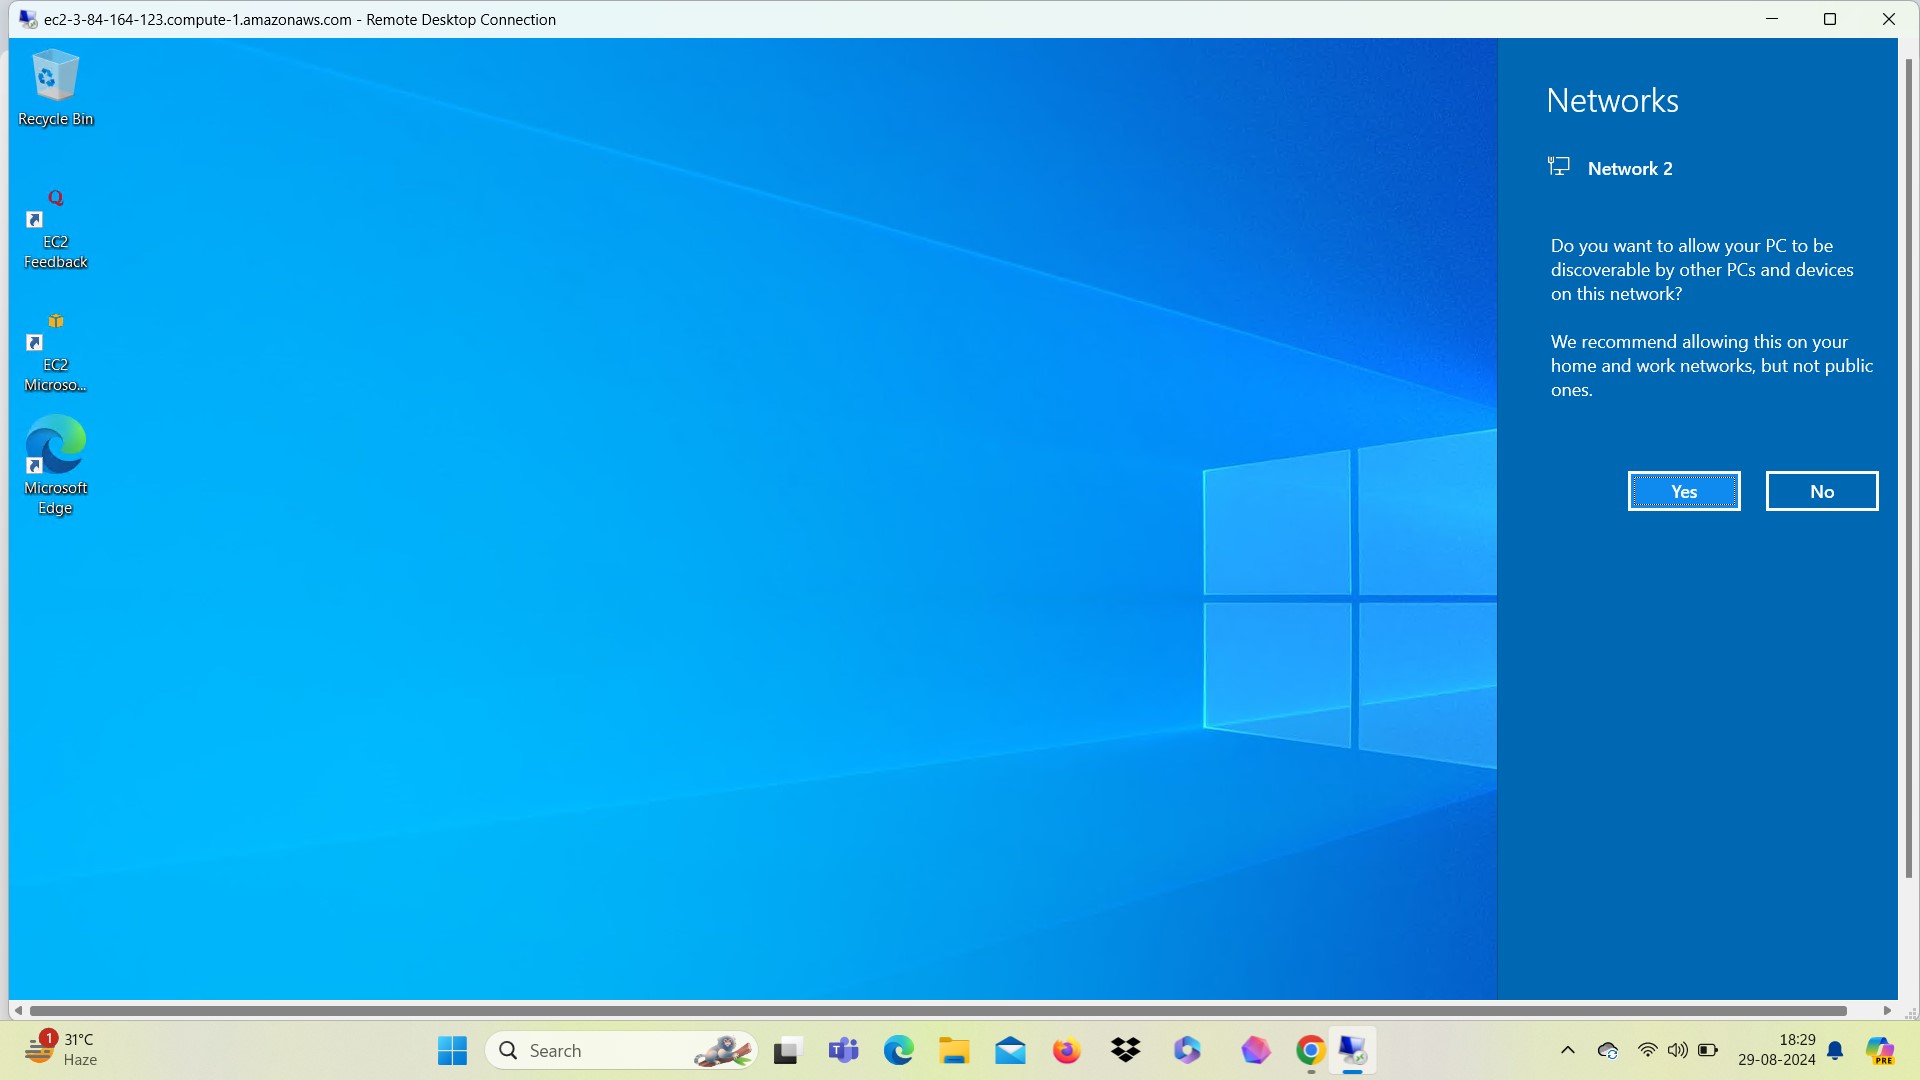 ec2-3-84-164-123.compute-1.amazonaws.com - Remote Desktop Connection
Recycle Bin
Q
EC2
Feedback
EC2
Microso...
Microsoft
Edge
Networks
Network 2
Do you want to allow your PC to be
discoverable by other PCs and devices
on this network?
We recommend allowing this on your
home and work networks, but not public
ones.
Yes
No
1
31°C
Haze
Search
T
18:29
29-08-2024
PRE